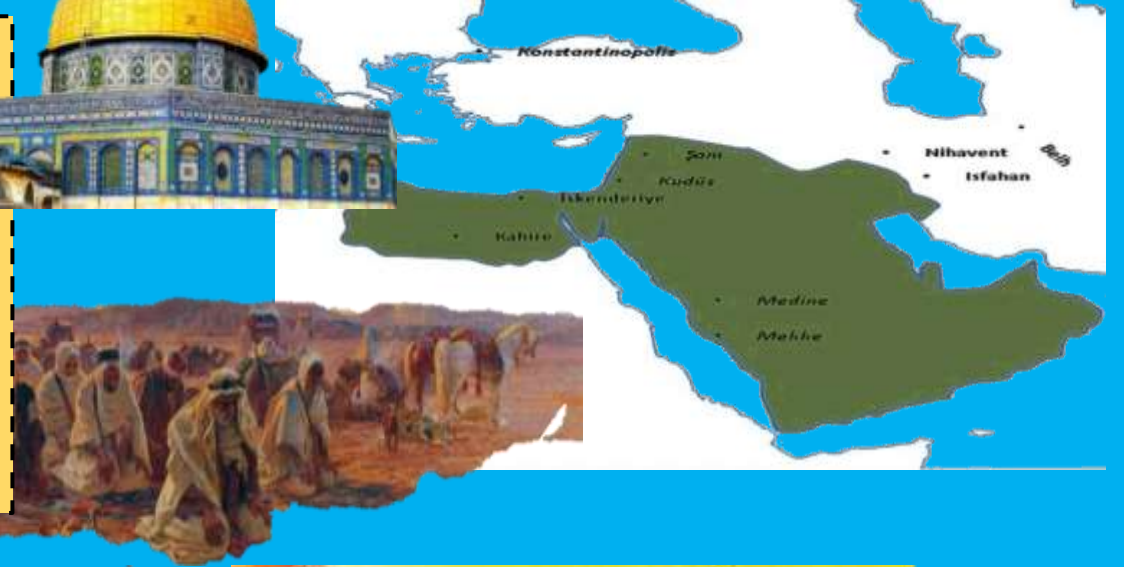 Konstantinopolis
Nihavent
Belh
Isfahan
Şam
Kudüs
İskenderiye
Kahire
Medine
Mekke